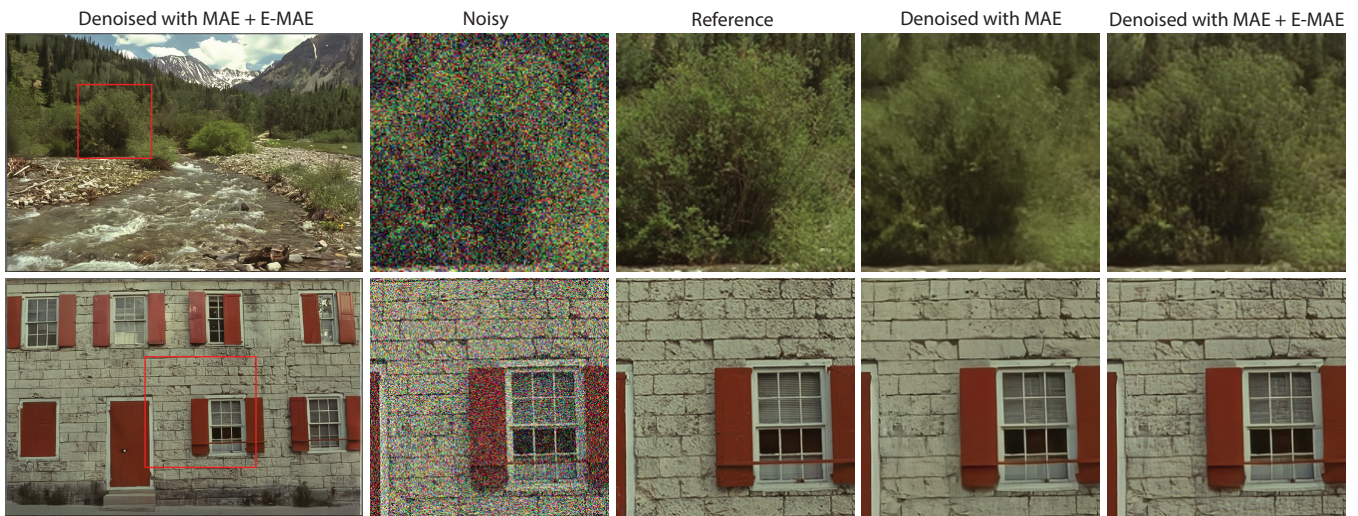 Denoised with MAE + E-MAE
Noisy
Reference
Denoised with MAE
Denoised with MAE + E-MAE